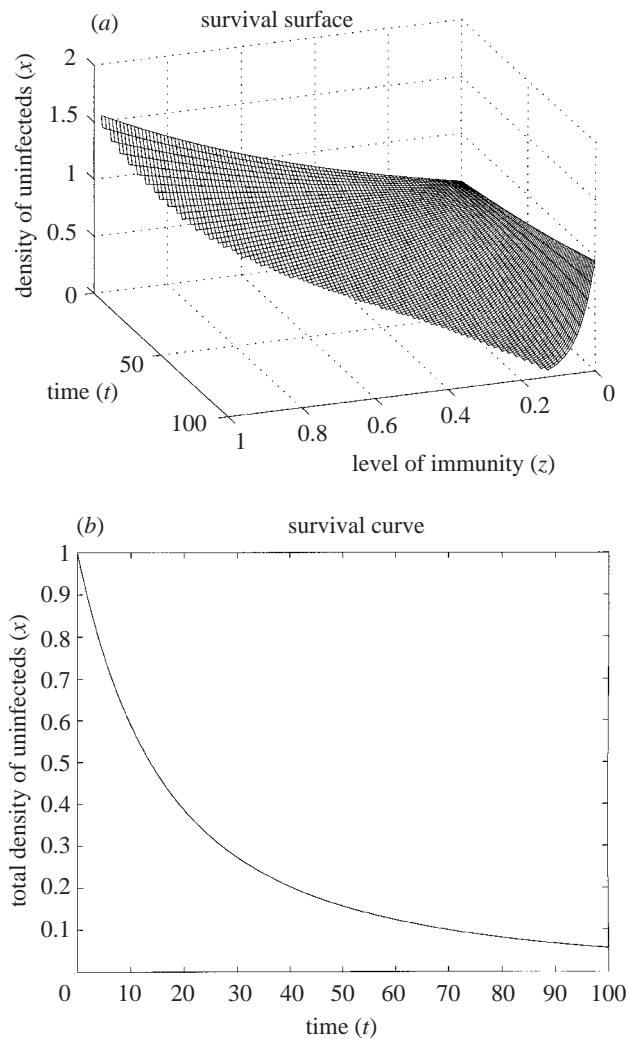 (a) survival surface
2
1.5
1
0.5
0
density of uninfecteds (x)
50
100
time (t)
1
0.8
0.6
0.4
0.2
0
level of immunity (z)
(b) survival curve
1
0.9
0.8
0.7
0.6
0.5
0.4
0.3
0.2
0.1
total density of uninfecteds (x)
0 10 20 30 40 50 60 70 80 90 100
time (t)